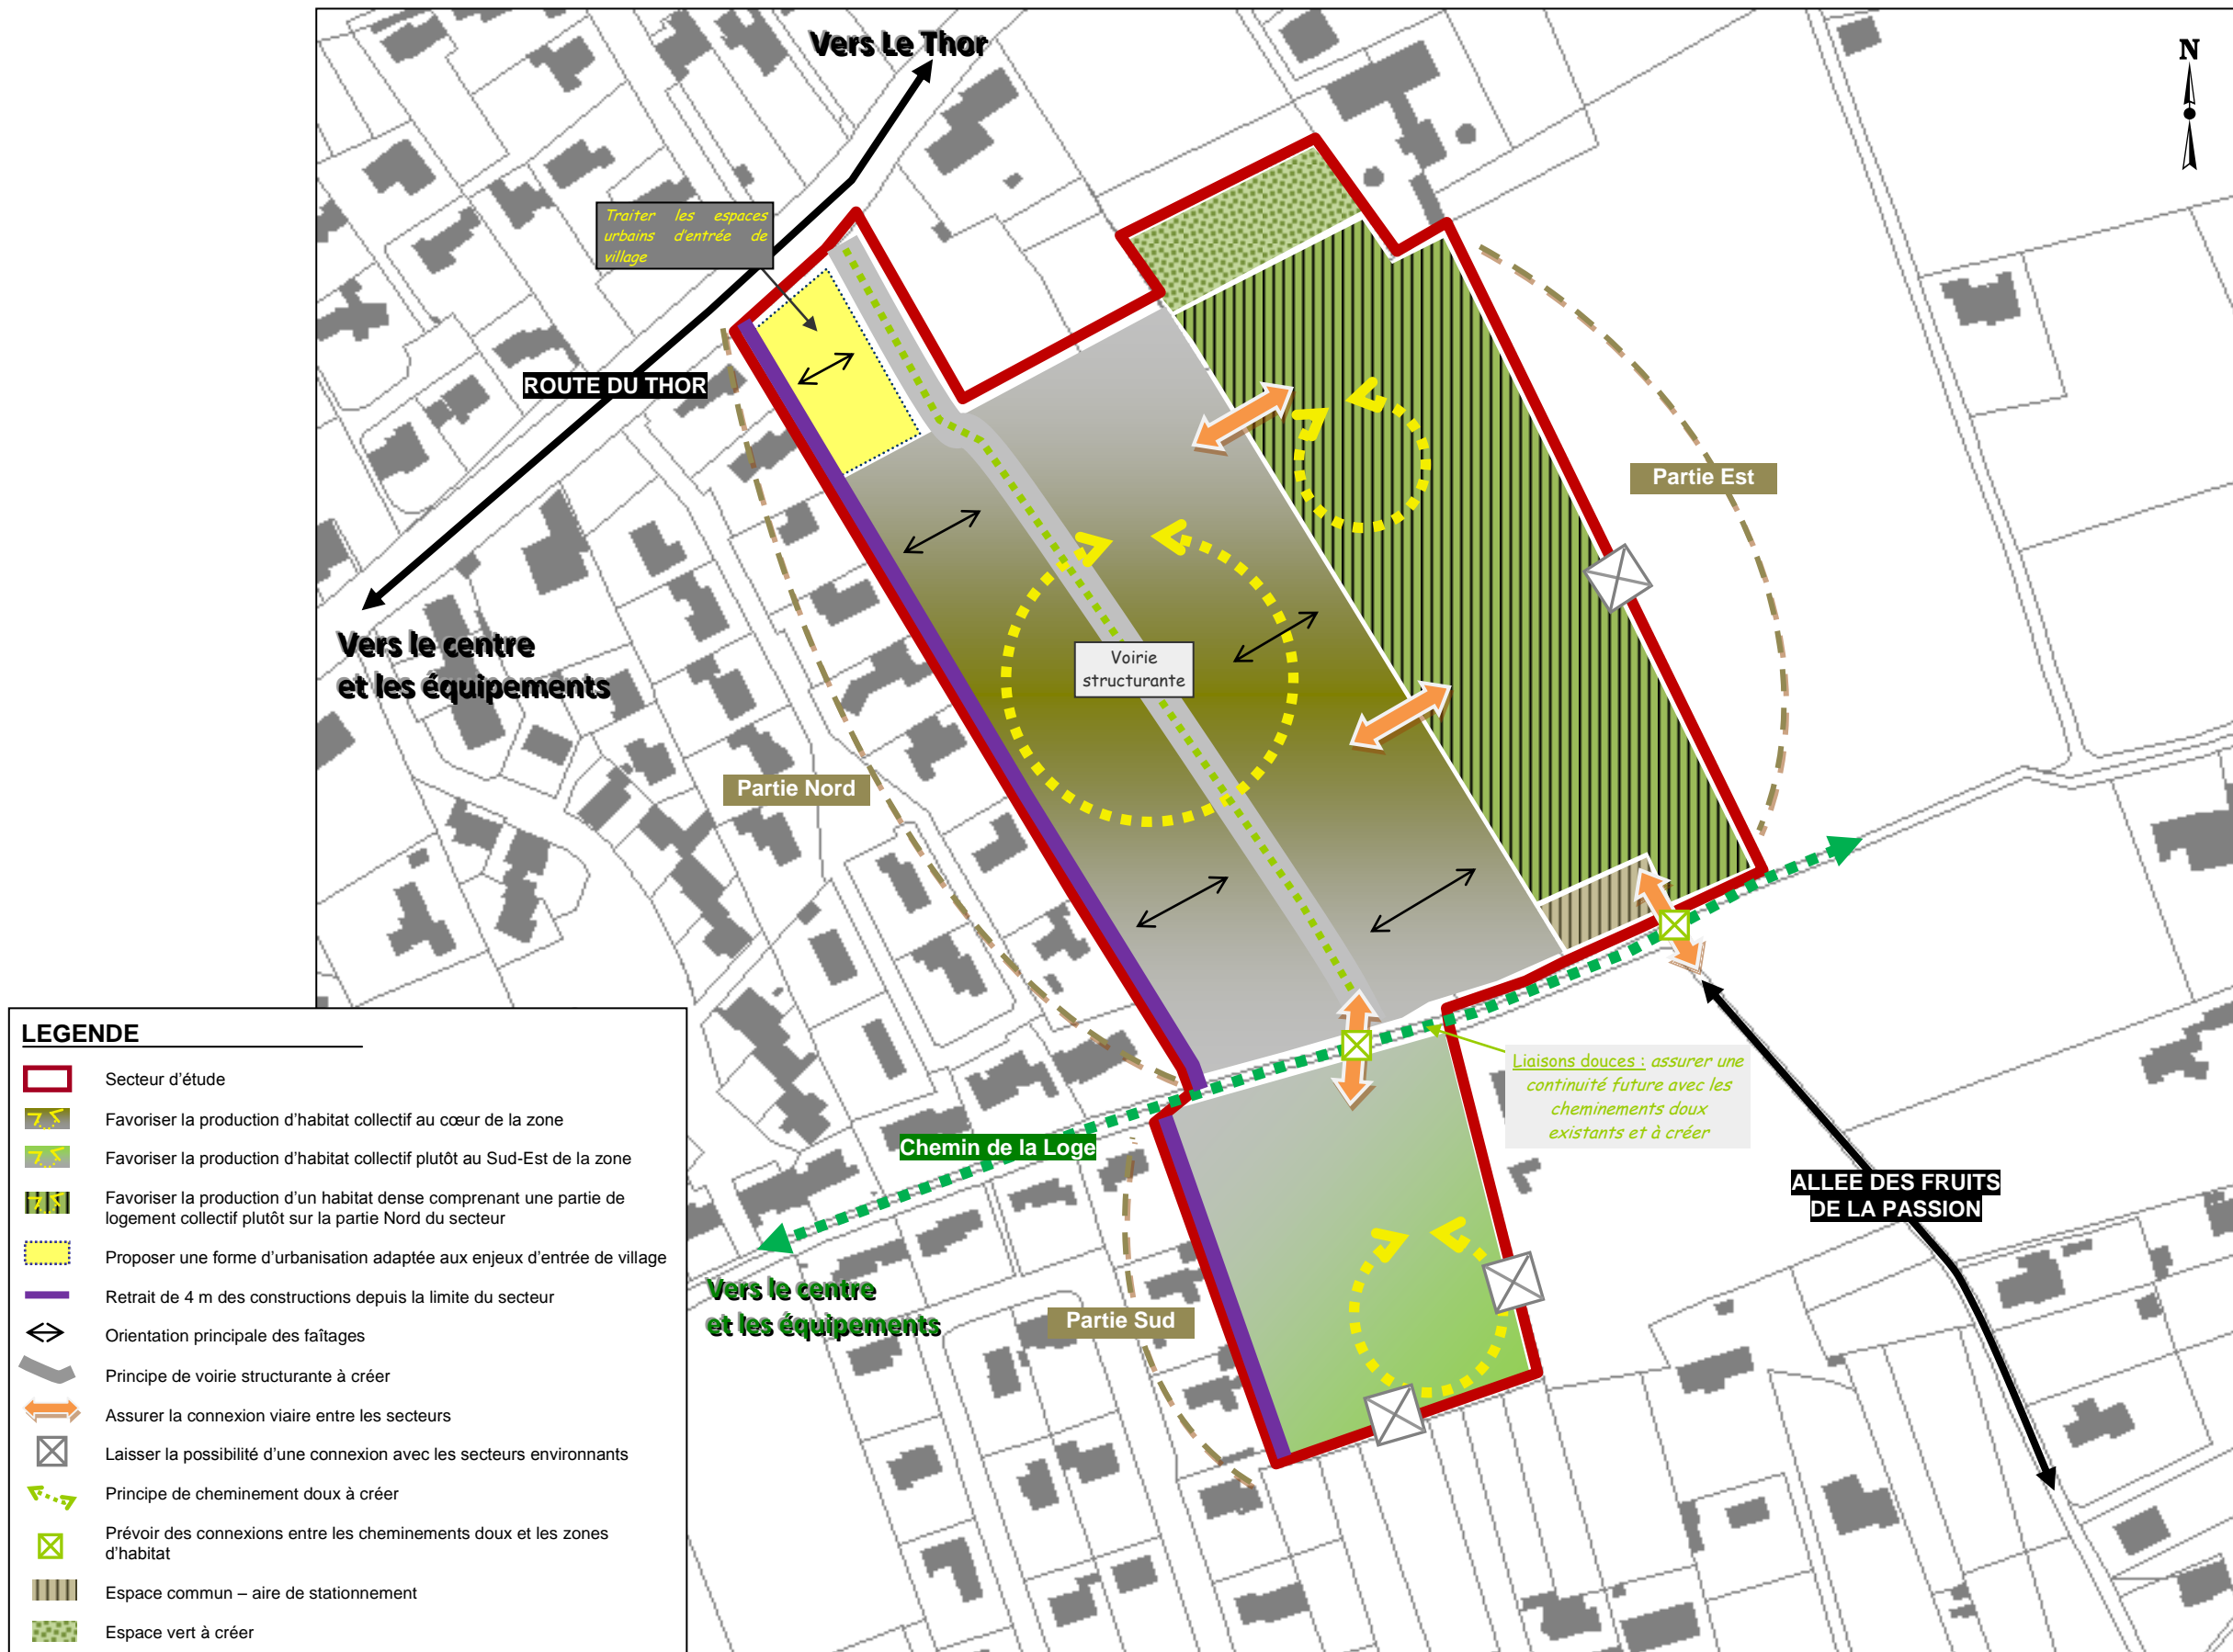 Vers Le Thor
N
Traiter les espaces
urbains d'entrée de
village
ROUTE DU THOR
Partie Est
Vers le centre
et les équipements
Voirie
structurante
Partie Nord
Liaisons douces : assurer une
continuité future avec les
cheminements doux
existants et à créer
Chemin de la Loge
ALLEE DES FRUITS
DE LA PASSION
Vers le centre
et les équipements
Partie Sud
LEGENDE
Secteur d'étude
Favoriser la production d'habitat collectif au cœur de la zone
Favoriser la production d'habitat collectif plutôt au Sud-Est de la zone
Favoriser la production d'un habitat dense comprenant une partie de
logement collectif plutôt sur la partie Nord du secteur
Proposer une forme d'urbanisation adaptée aux enjeux d'entrée de village
Retrait de 4 m des constructions depuis la limite du secteur
Orientation principale des faîtages
Principe de voirie structurante à créer
Assurer la connexion viaire entre les secteurs
Laisser la possibilité d'une connexion avec les secteurs environnants
Principe de cheminement doux à créer
Prévoir des connexions entre les cheminements doux et les zones
d'habitat
Espace commun – aire de stationnement
Espace vert à créer